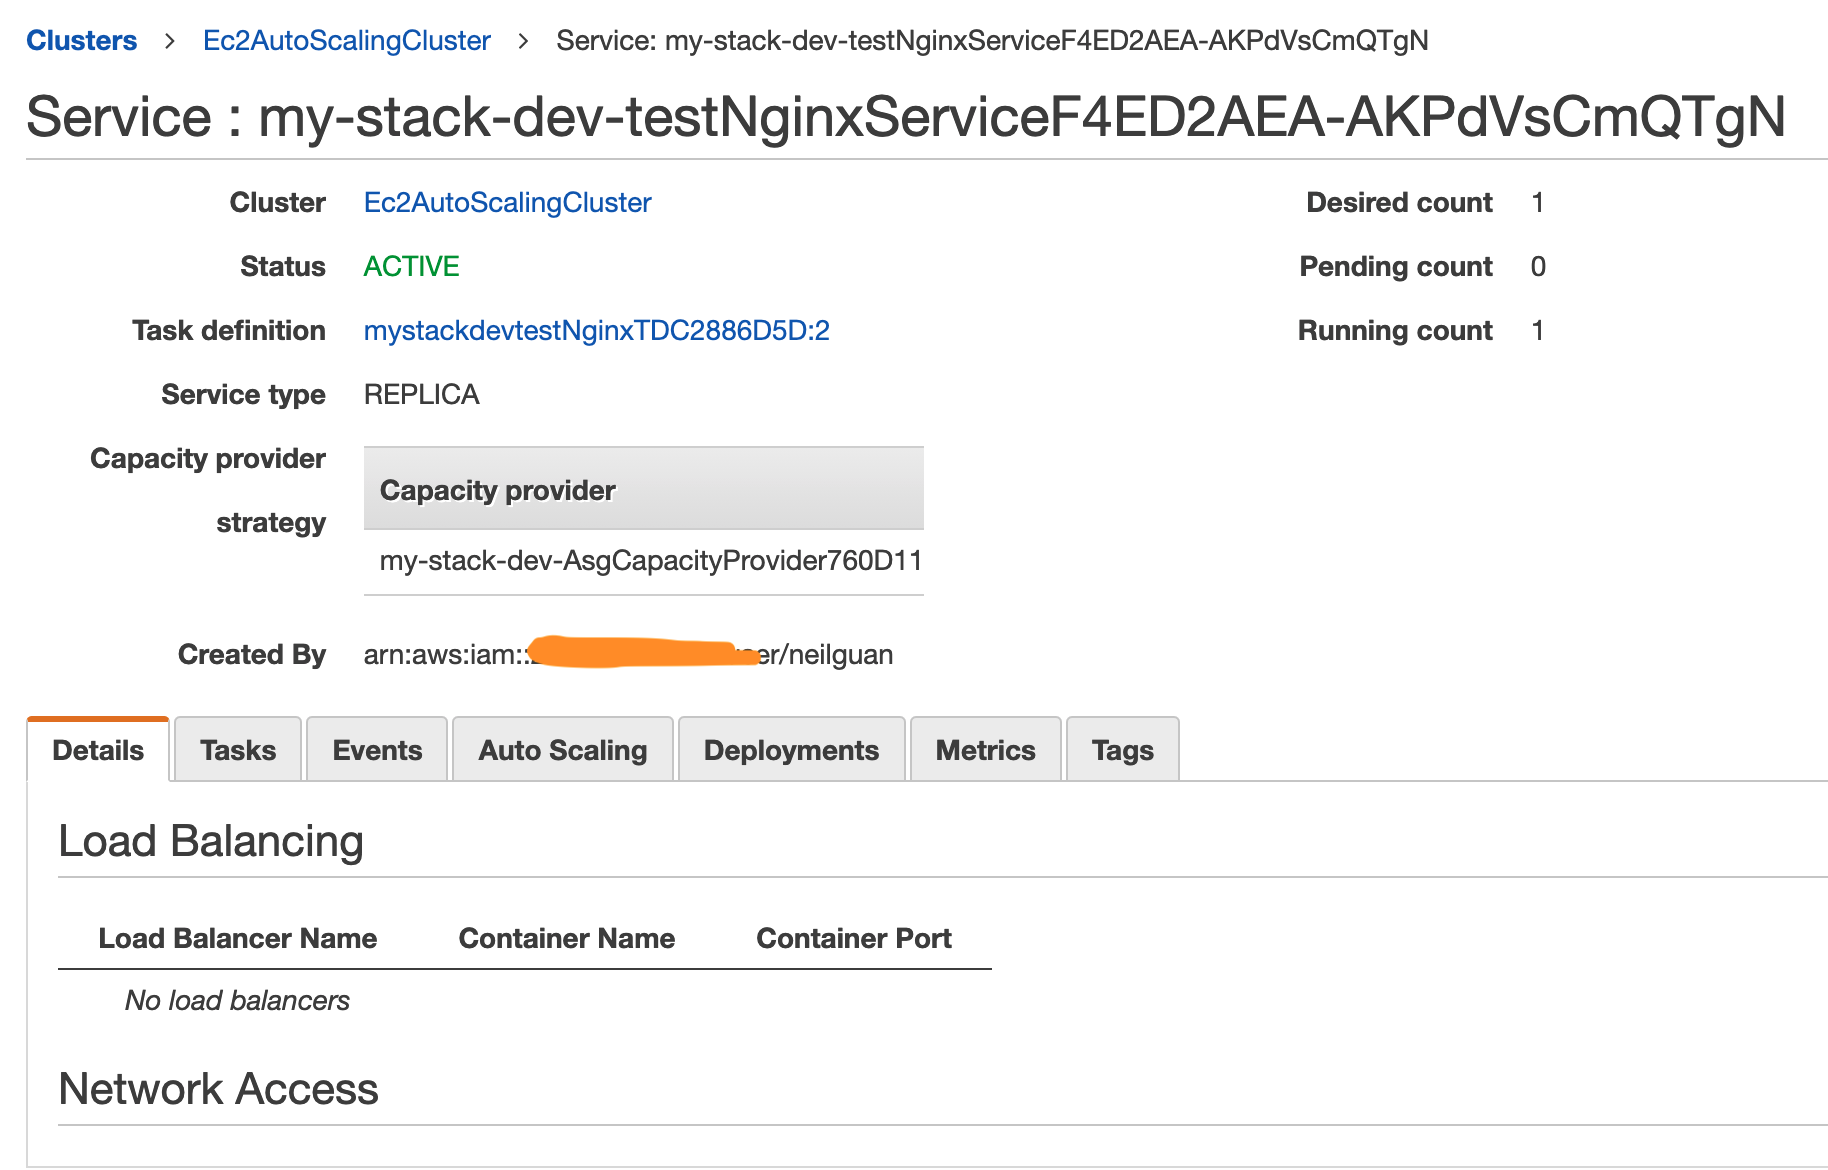 Clusters > Ec2AutoScalingCluster > Service: my-stack-dev-testNginxServiceF4ED2AEA-AKPdVsCmQTgN
Service : my-stack-dev-testNginxServiceF4ED2AEA-AKPdVsCmQTgN
Cluster Ec2AutoScalingCluster Desired count 1
Status ACTIVE Pending count 0
Task definition mystackdevtestNginxTDC2886D5D:2 Running count 1
Service type REPLICA
Capacity provider strategy
Capacity provider
my-stack-dev-AsgCapacityProvider760D11
Created By arn:aws:iam:: er/neilguan
Details Tasks Events Auto Scaling Deployments Metrics Tags
Load Balancing
Load Balancer Name Container Name Container Port
No load balancers
Network Access